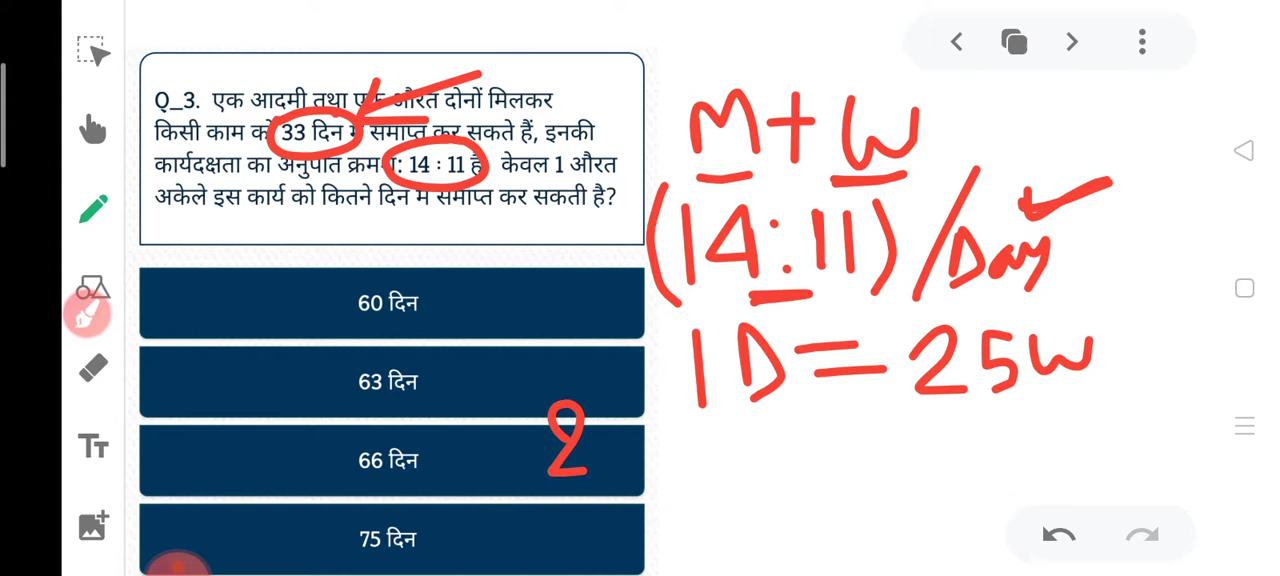 Q_3. एक आदमी तथा एक औरत दोनों मिलकर
किसी काम को 33 दिन में समाप्त कर सकते हैं, इनकी
कार्यदक्षता का अनुपात क्रमश: 14 : 11 है केवल 1 औरत
अकेले इस कार्य को कितने दिन में समाप्त कर सकती है?
60 दिन
63 दिन
66 दिन
75 दिन
2
M + W
(14 : 11) / Day
1D = 25W
Tт